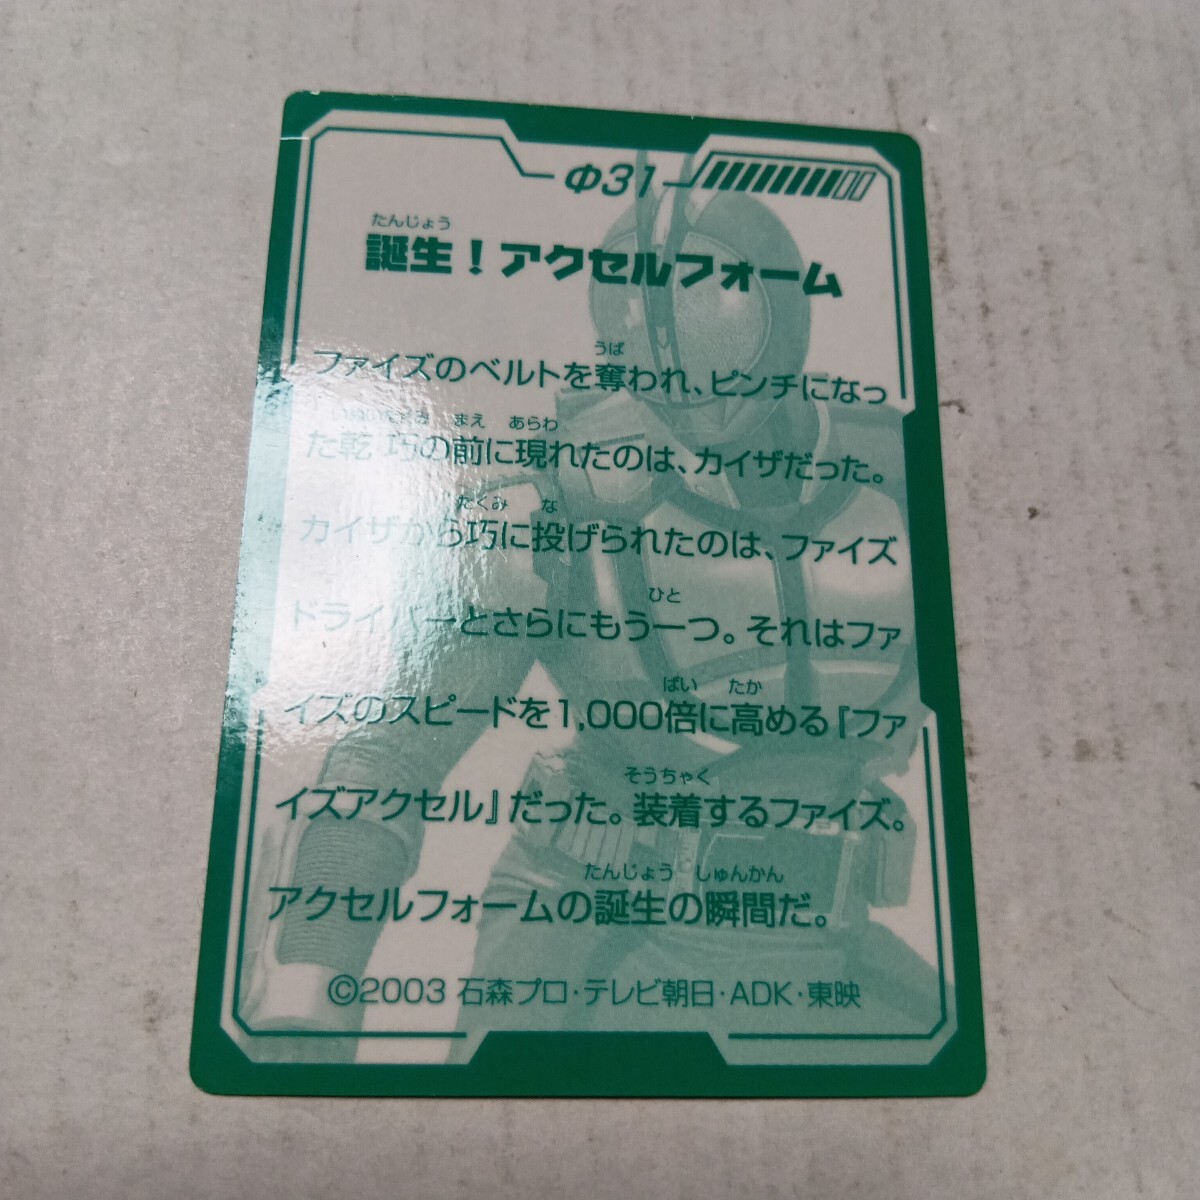 Φ31
たんじょう
誕生！アクセルフォーム
うば
ファイズのベルトを奪われ、ピンチになっ
いぬいたくみ まえ あらわ
た乾 巧の前に現れたのは、カイザだった。
たくみ な
カイザから巧に投げられたのは、ファイズ
ひと
ドライバーとさらにもう一つ。それはファ
ばい たか
イズのスピードを1,000倍に高める『ファ
そうちゃく
イズアクセル』だった。装着するファイズ。
たんじょう しゅんかん
アクセルフォームの誕生の瞬間だ。
©2003 石森プロ・テレビ朝日・ADK・東映